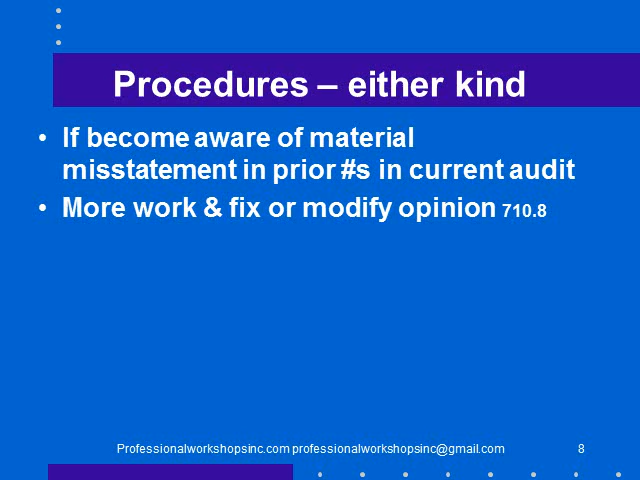 Procedures – either kind
• If become aware of material
misstatement in prior #s in current audit
• More work & fix or modify opinion 710.8
Professionalworkshopsinc.com professionalworkshopsinc@gmail.com 8